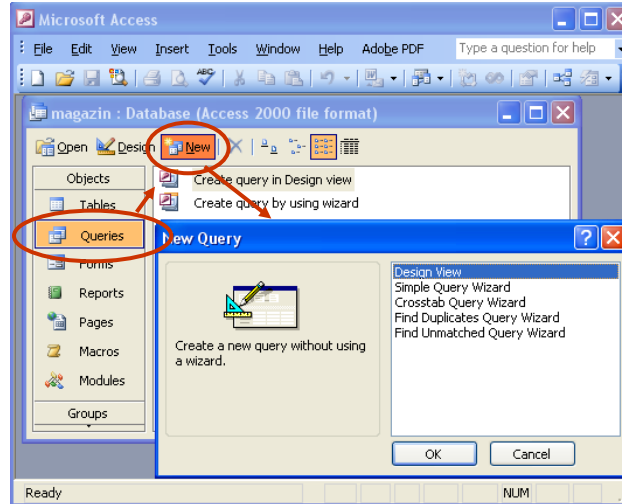 Microsoft Access
File Edit View Insert Tools Window Help Adobe PDF Type a question for help
magazin : Database (Access 2000 file format)
Open Design New
Objects
Create query in Design view
Tables
Create query by using wizard
Queries
New Query
Forms
Reports
Pages
Macros
Modules
Groups
Create a new query without using
a wizard.
Design View
Simple Query Wizard
Crosstab Query Wizard
Find Duplicates Query Wizard
Find Unmatched Query Wizard
OK Cancel
Ready NUM